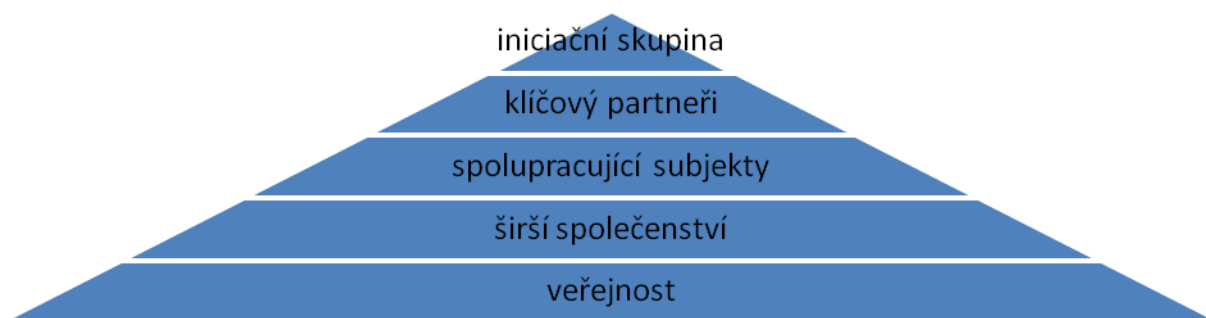 iniciační skupina
klíčový partneři
spolupracující subjekty
širší společenství
veřejnost